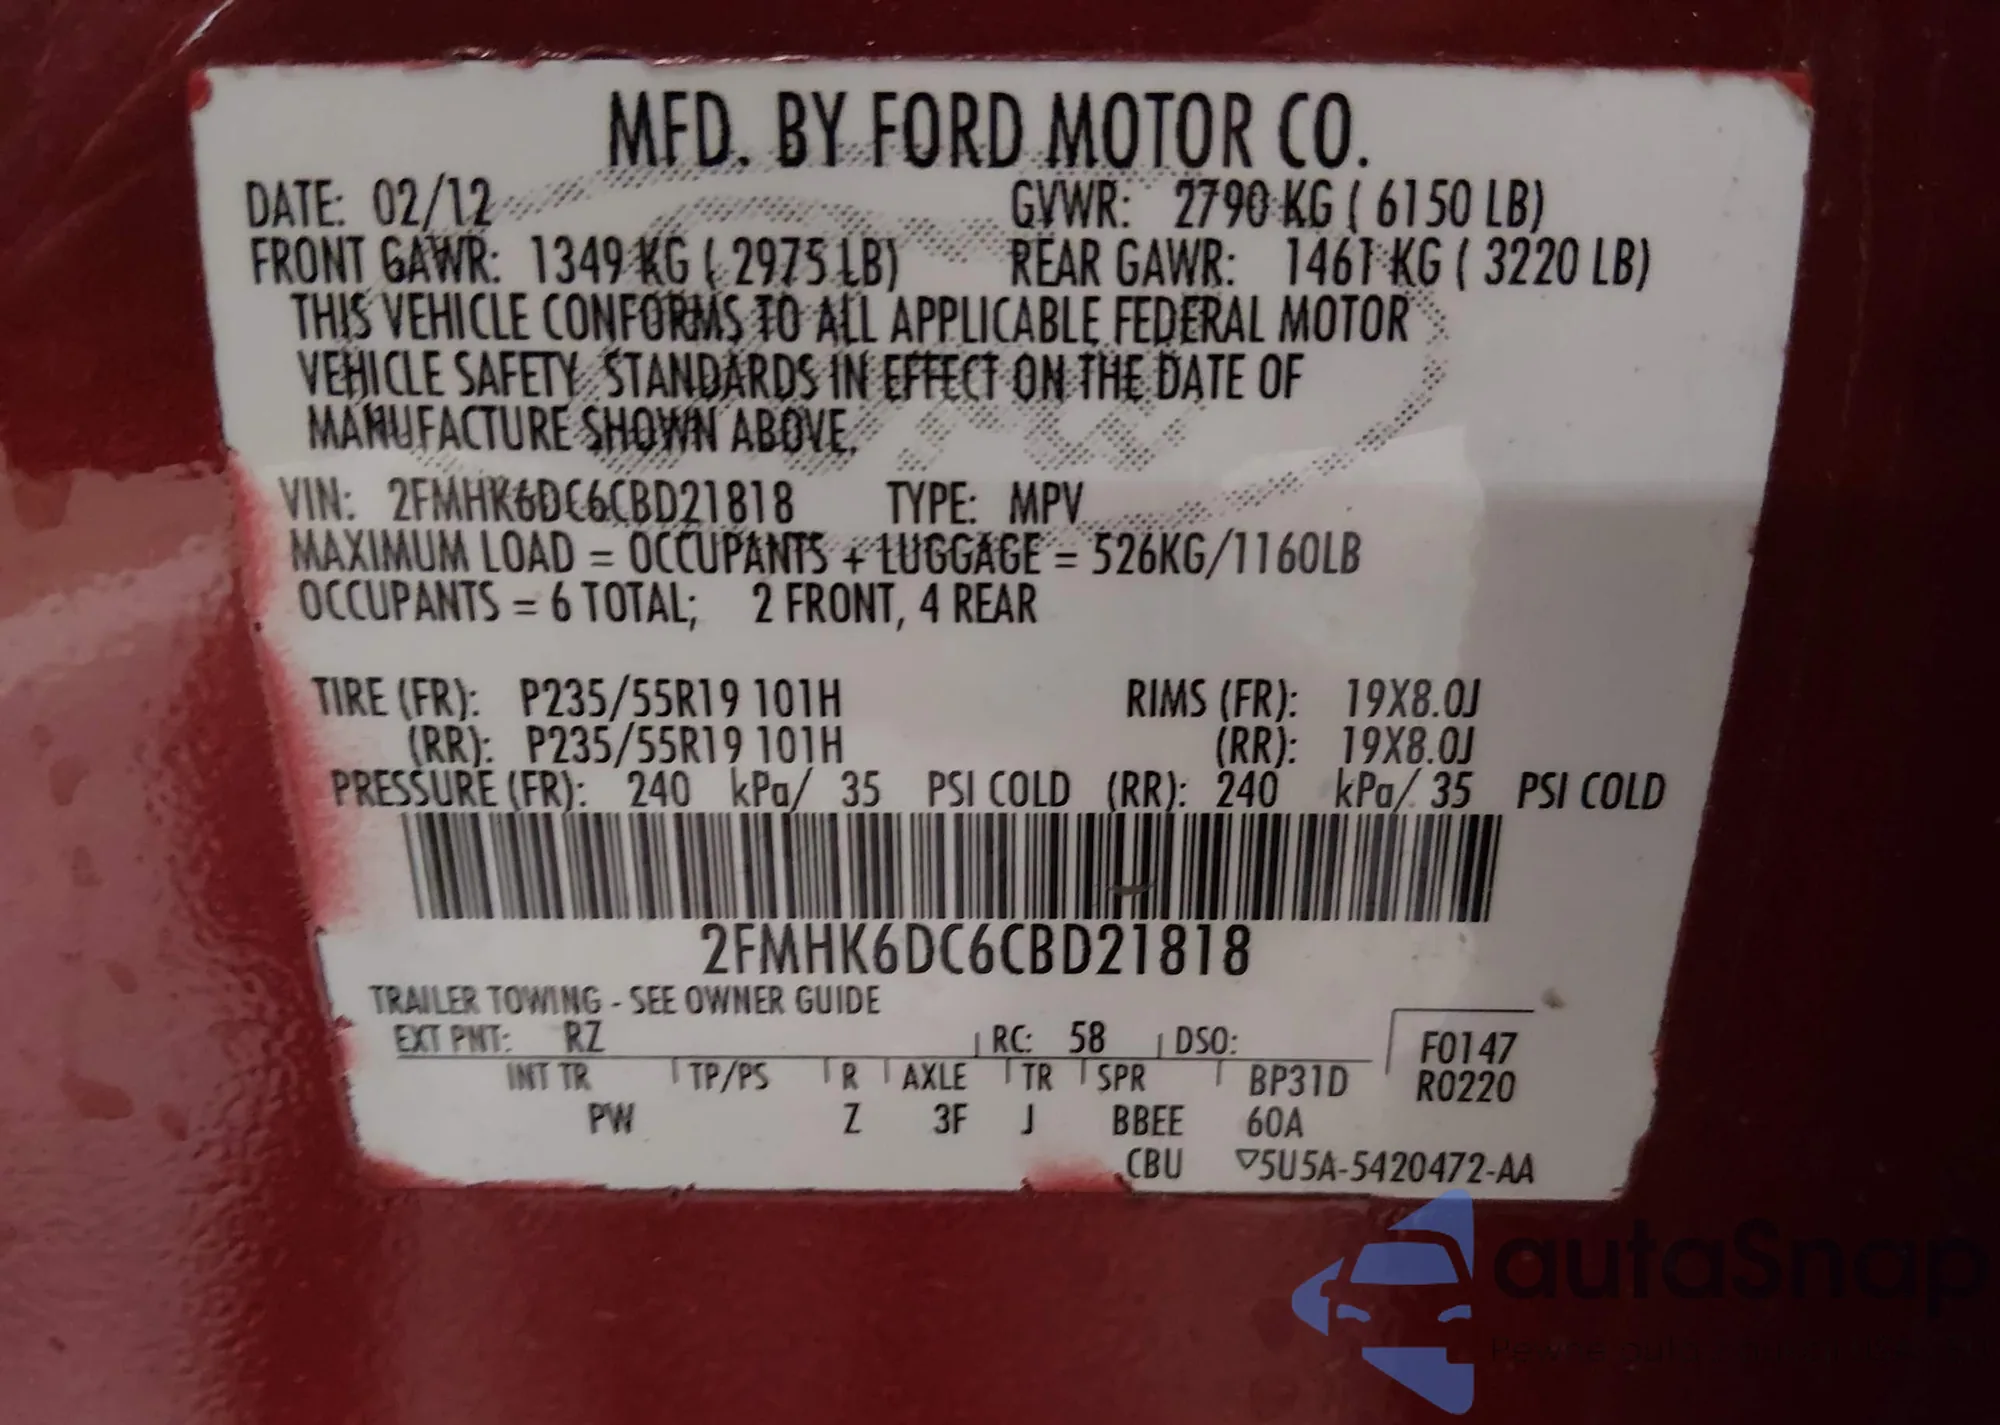 MFD. BY FORD MOTOR CO.
DATE: 02/12 GVWR: 2790 KG ( 6150 LB)
FRONT GAWR: 1349 KG ( 2975 LB) REAR GAWR: 1461 KG ( 3220 LB)
THIS VEHICLE CONFORMS TO ALL APPLICABLE FEDERAL MOTOR
VEHICLE SAFETY STANDARDS IN EFFECT ON THE DATE OF
MANUFACTURE SHOWN ABOVE.
VIN: 2FMHK6DC6CBD21818 TYPE: MPV
MAXIMUM LOAD = OCCUPANTS + LUGGAGE = 526KG/1160LB
OCCUPANTS = 6 TOTAL; 2 FRONT, 4 REAR
TIRE (FR): P235/55R19 101H RIMS (FR): 19X8.0J
(RR): P235/55R19 101H (RR): 19X8.0J
PRESSURE (FR): 240 kPa/ 35 PSI COLD (RR): 240 kPa/ 35 PSI COLD
2FMHK6DC6CBD21818
TRAILER TOWING - SEE OWNER GUIDE
EXT PNT: RZ RC: 58 DSO: F0147
INT TR TP/PS R AXLE TR SPR BP31D R0220
PW Z 3F J BBEE 60A
CBU ▽5U5A-5420472-AA
autoSnap